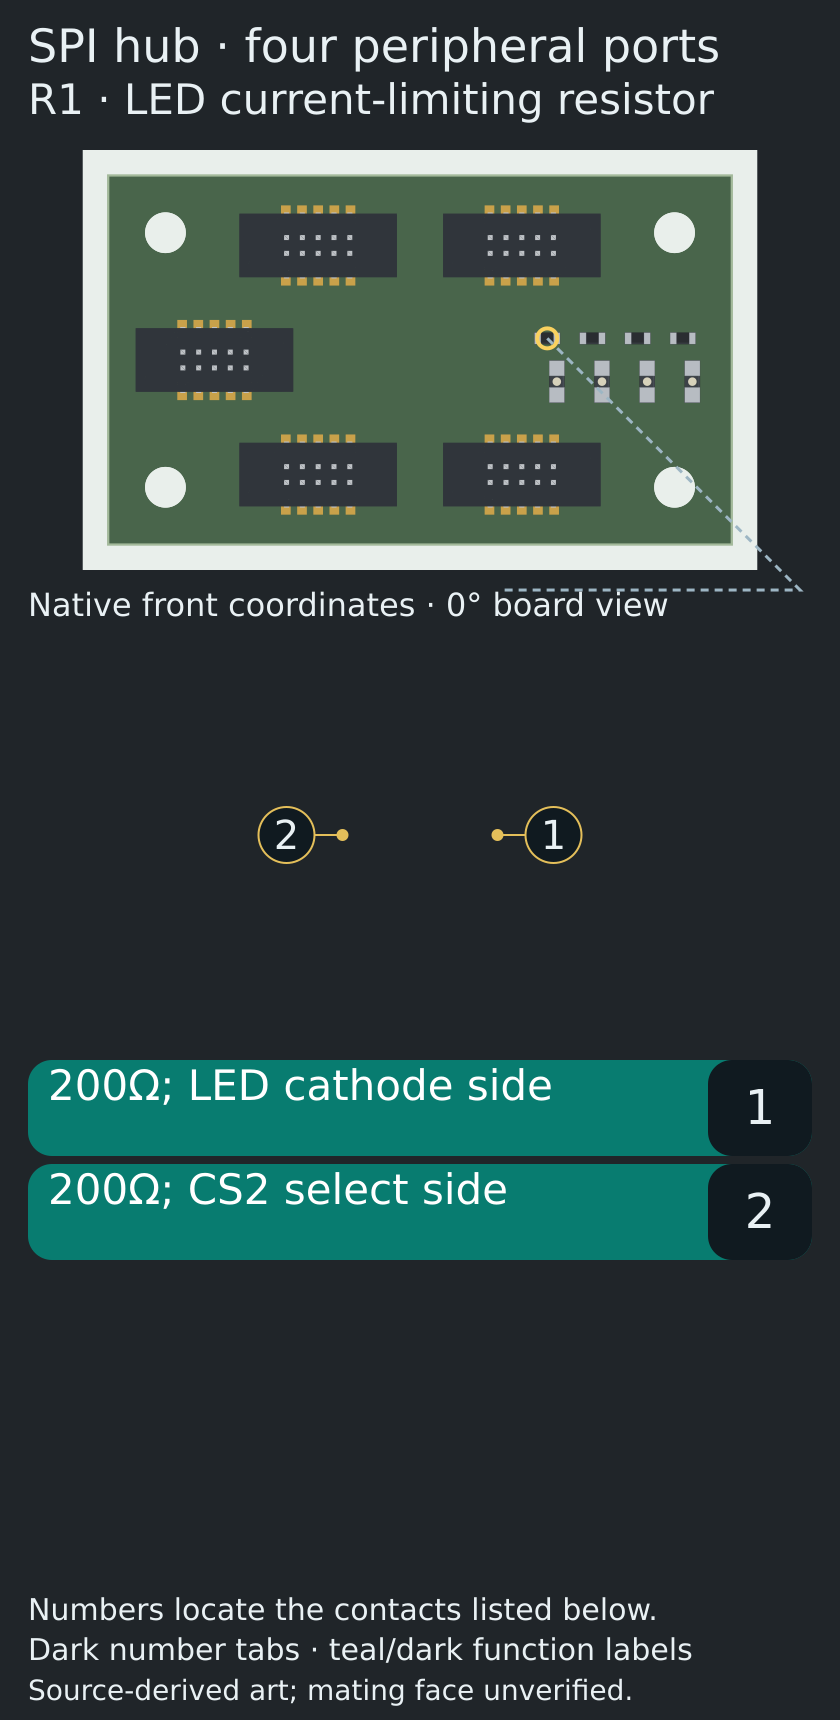 SPI hub · four peripheral ports
R1 · LED current-limiting resistor
Native front coordinates · 0° board view
2 1
200Ω; LED cathode side 1
200Ω; CS2 select side 2
Numbers locate the contacts listed below.
Dark number tabs · teal/dark function labels
Source-derived art; mating face unverified.